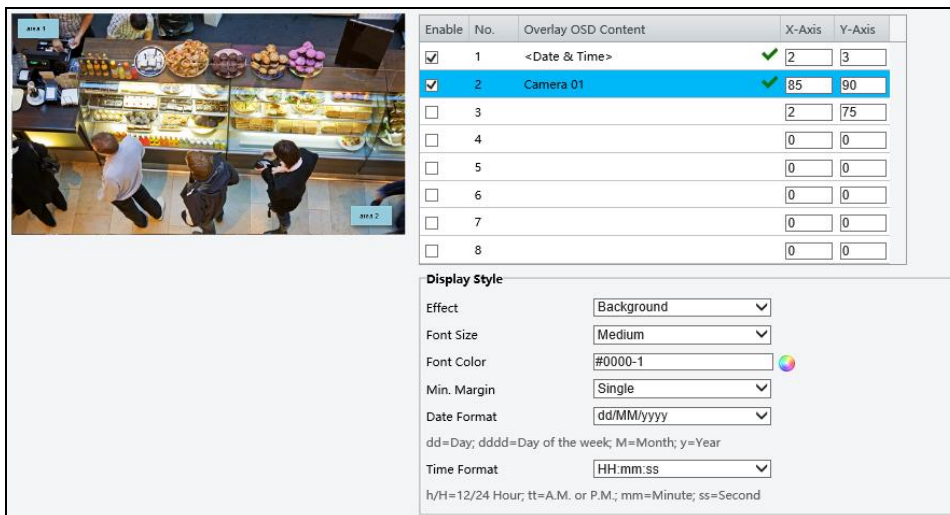 area 1
Enable No. Overlay OSD Content X-Axis Y-Axis
1 <Date & Time> 2 3
2 Camera 01 85 90
3 2 75
4 0 0
5 0 0
6 0 0
7 0 0
8 0 0
area 2
Display Style
Effect Background
Font Size Medium
Font Color #0000-1
Min. Margin Single
Date Format dd/MM/yyyy
dd=Day; dddd=Day of the week; M=Month; y=Year
Time Format HH:mm:ss
h/H=12/24 Hour; tt=A.M. or P.M.; mm=Minute; ss=Second